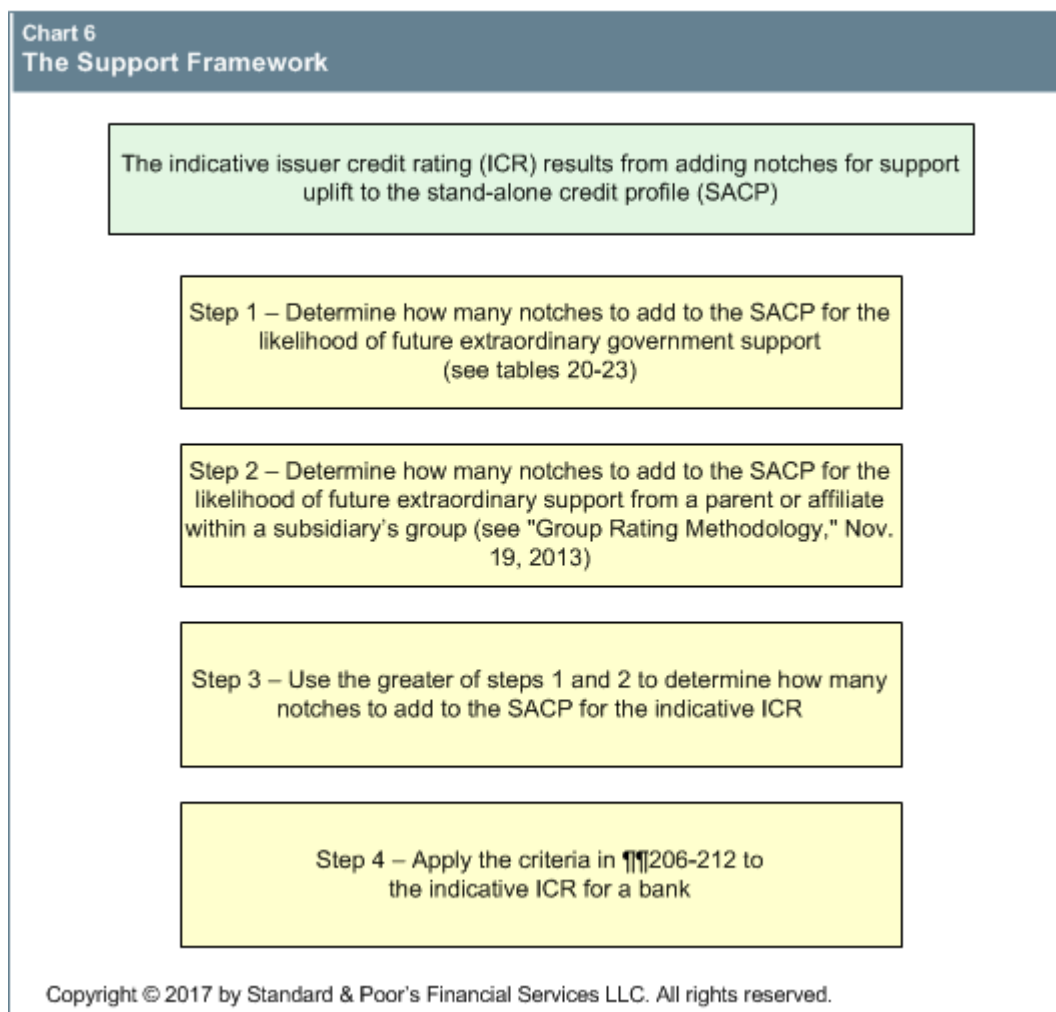 Chart 6
The Support Framework
The indicative issuer credit rating (ICR) results from adding notches for support
uplift to the stand-alone credit profile (SACP)
Step 1 – Determine how many notches to add to the SACP for the
likelihood of future extraordinary government support
(see tables 20-23)
Step 2 – Determine how many notches to add to the SACP for the
likelihood of future extraordinary support from a parent or affiliate
within a subsidiary's group (see "Group Rating Methodology," Nov.
19, 2013)
Step 3 – Use the greater of steps 1 and 2 to determine how many
notches to add to the SACP for the indicative ICR
Step 4 – Apply the criteria in ¶¶206-212 to
the indicative ICR for a bank
Copyright © 2017 by Standard & Poor's Financial Services LLC. All rights reserved.